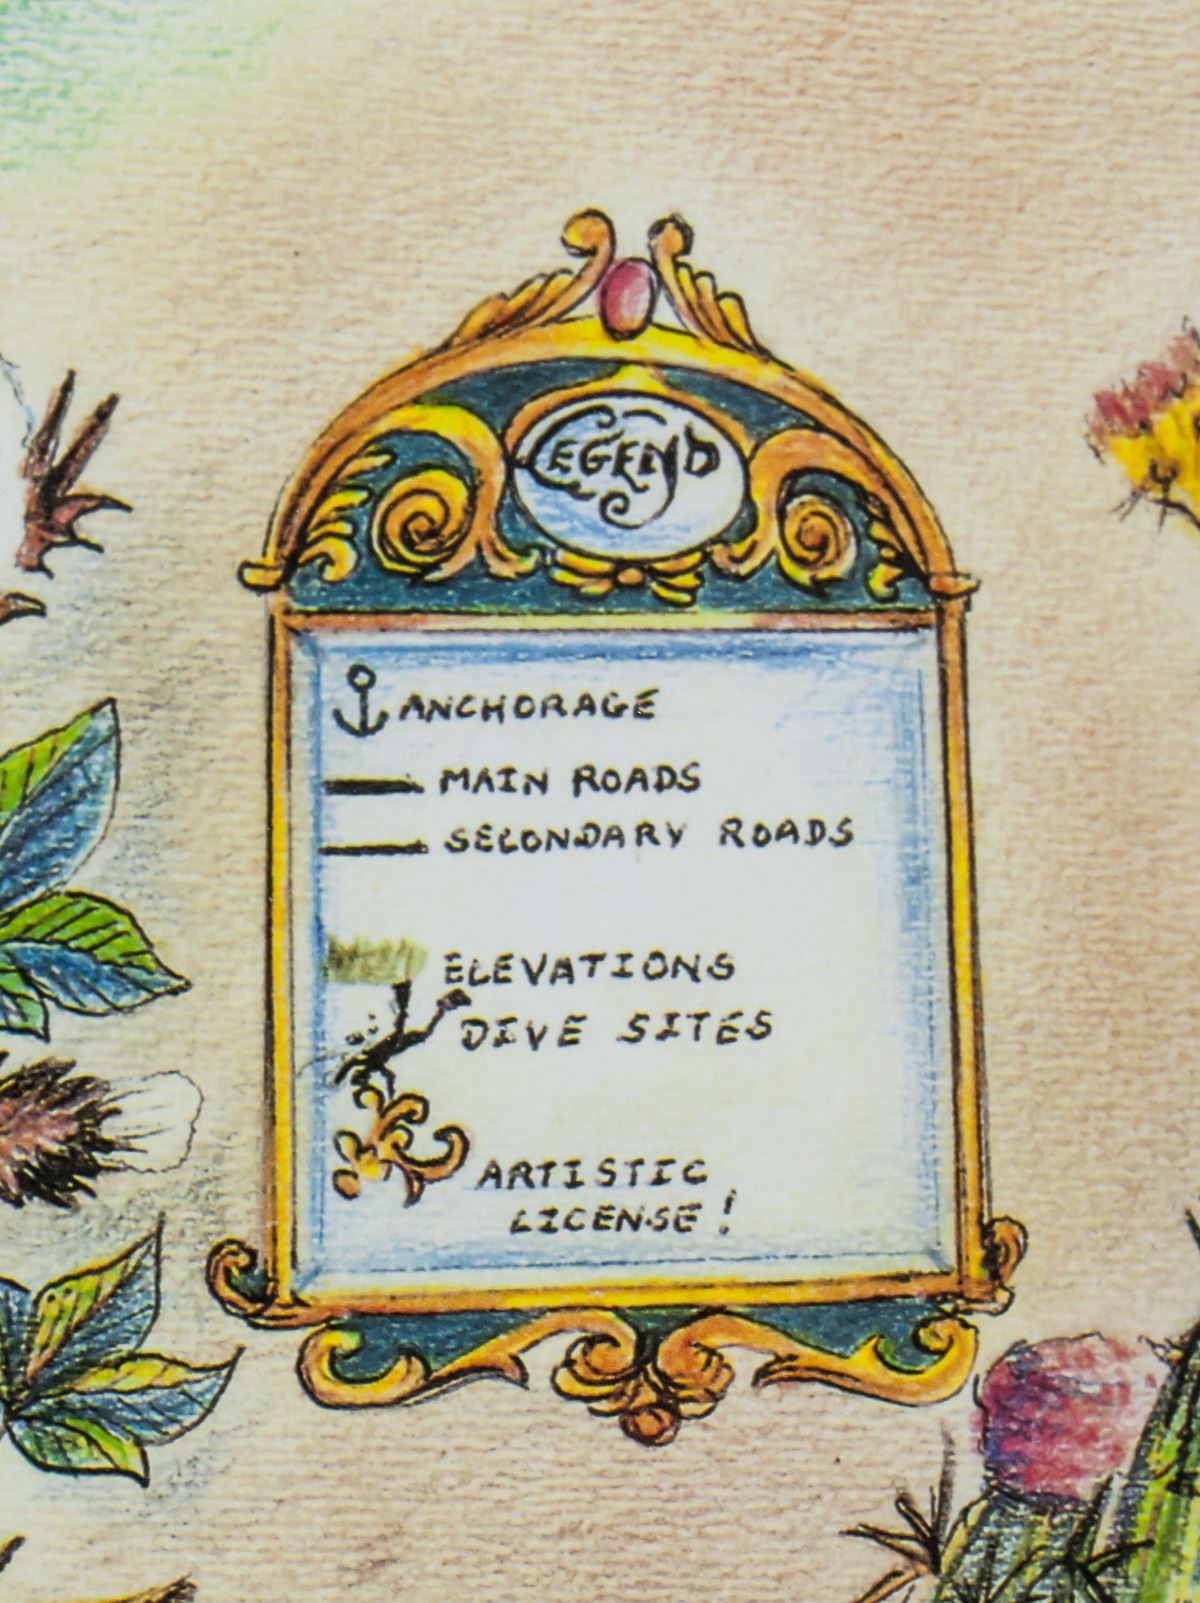 LEGEND
ANCHORAGE
MAIN ROADS
SECONDARY ROADS
ELEVATIONS
DIVE SITES
ARTISTIC
LICENSE!